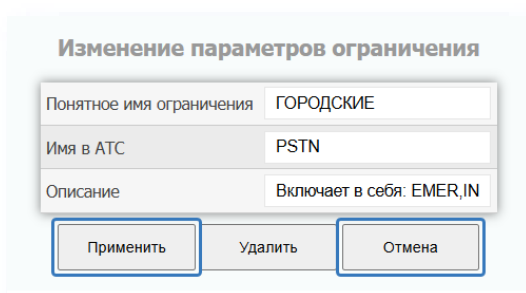 Изменение параметров ограничения
Понятное имя ограничения ГОРОДСКИЕ
Имя в АТС PSTN
Описание Включает в себя: EMER,IN
Применить Удалить Отмена